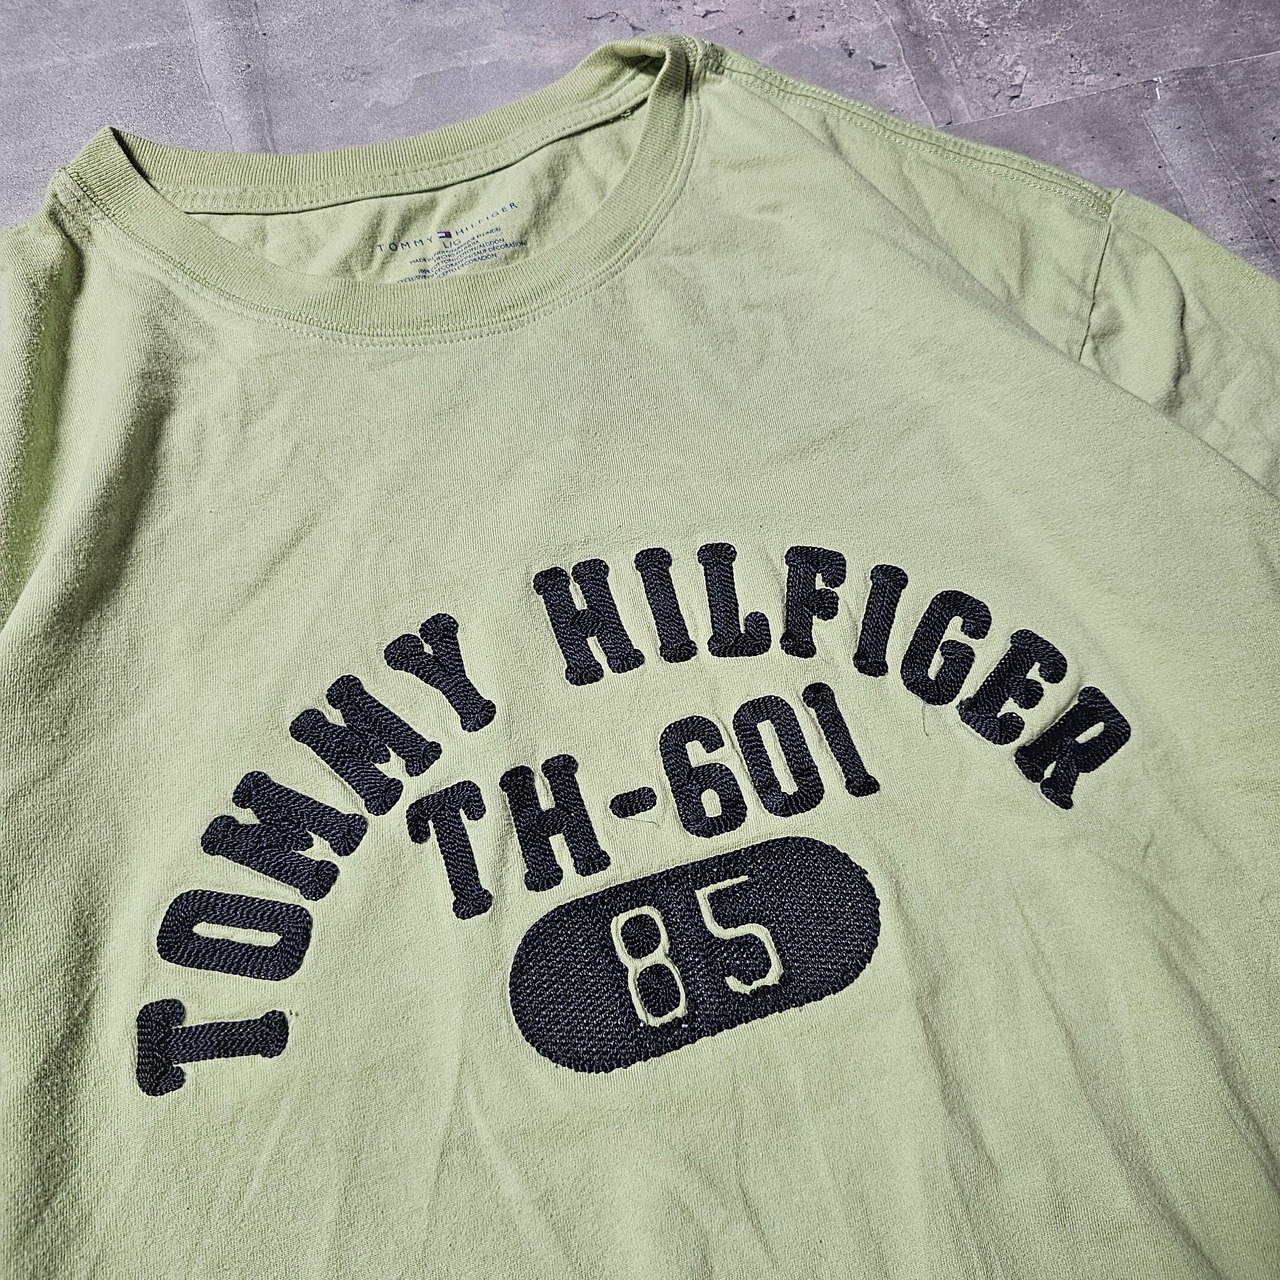 TOMMY HILFIGER
L/G
TOMMY HILFIGER
TH-601
85